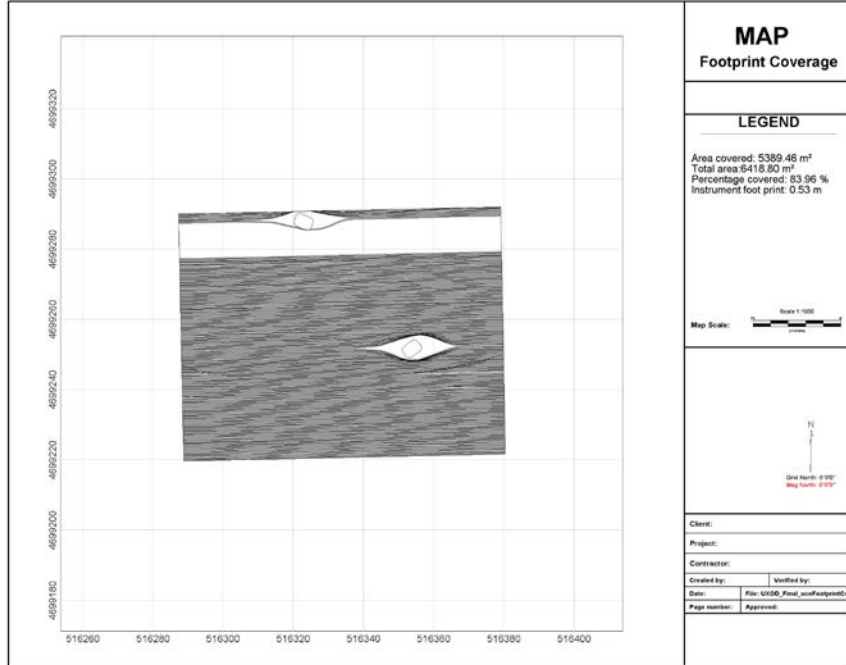 MAP
Footprint Coverage
LEGEND
Area covered: 5389.46 m²
Total area:6418.80 m²
Percentage covered: 83.96 %
Instrument foot print: 0.53 m
Scale 1:1000
Map Scale:
N
Grid North: 0°0'0"
Mag North: 0°0'0"
Client:
Project:
Contractor:
Created by: Verified by:
Date: File: UXOD_Final_
Page number: Approved:
4699320
4699300
4699280
4699260
4699240
4699220
4699200
4699180
516260 516280 516300 516320 516340 516360 516380 516400